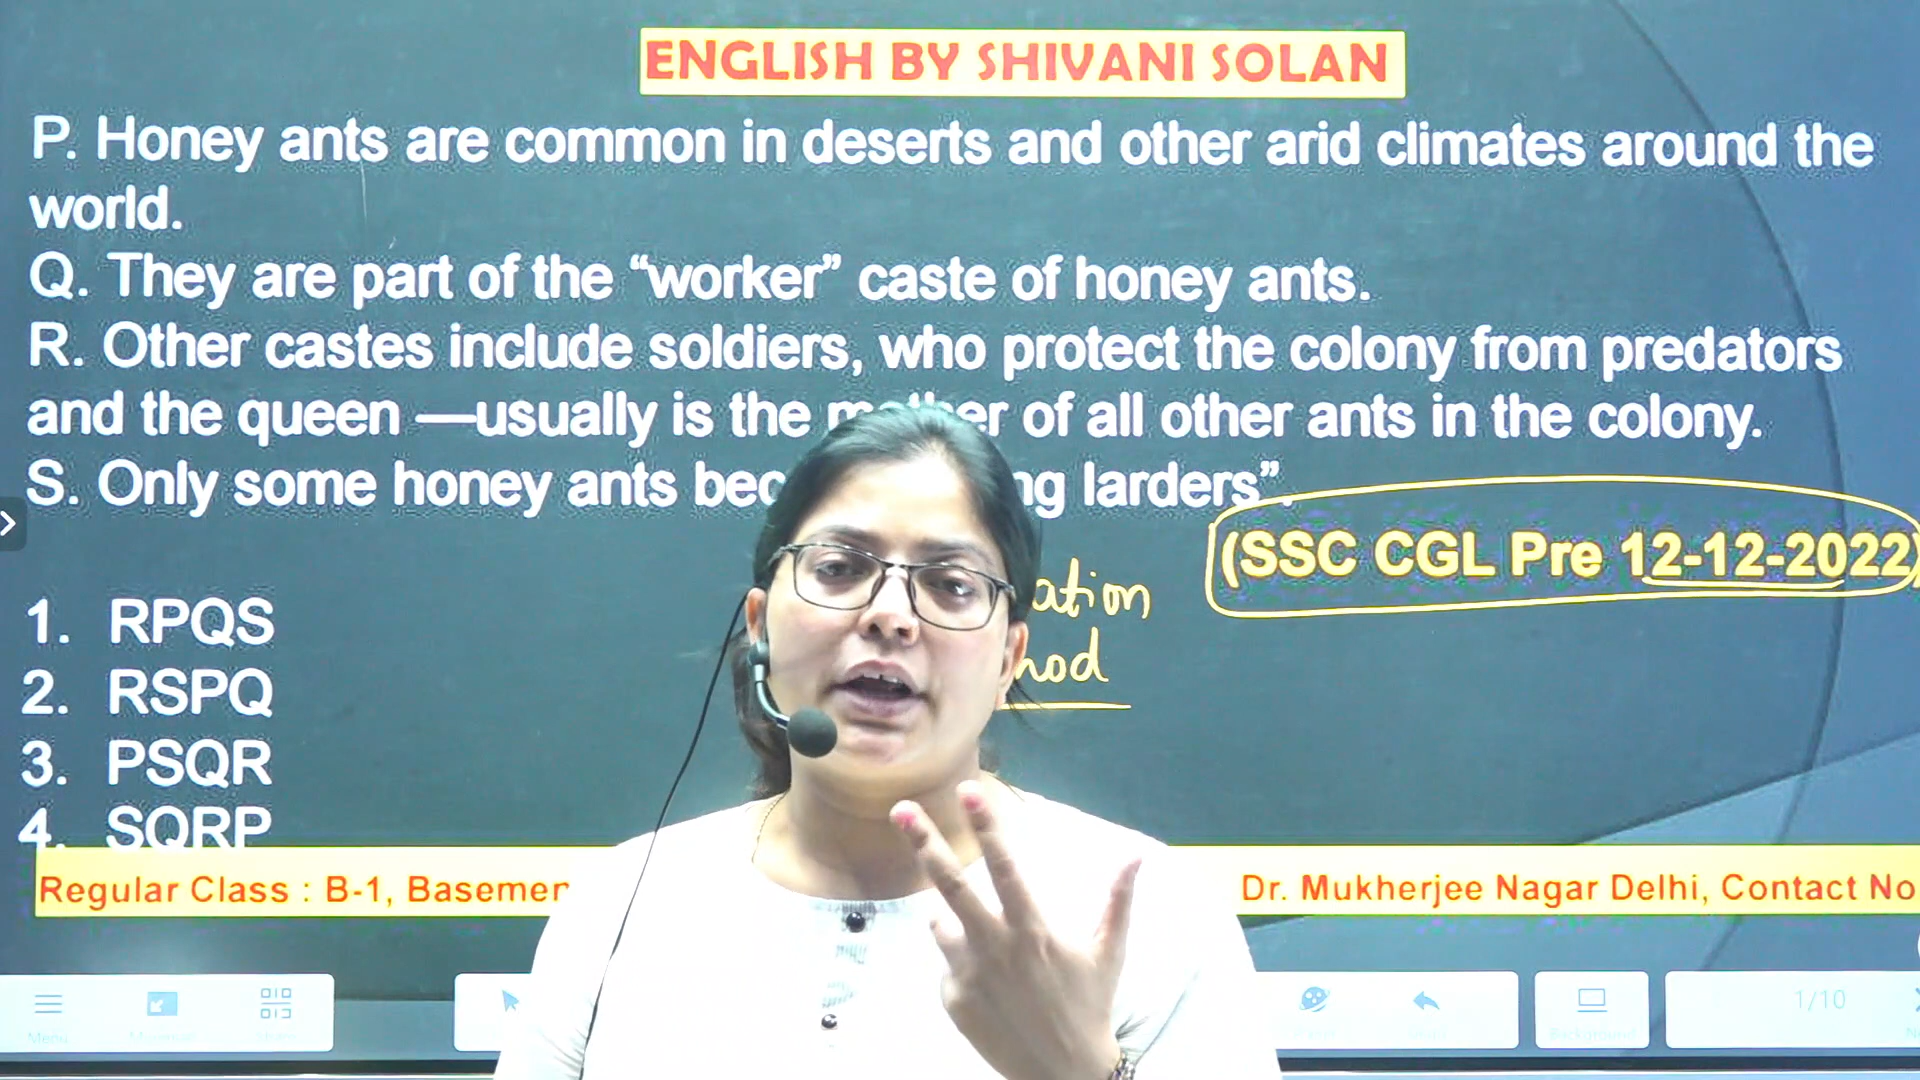 ENGLISH BY SHIVANI SOLAN
P. Honey ants are common in deserts and other arid climates around the
world.
Q. They are part of the “worker” caste of honey ants.
R. Other castes include soldiers, who protect the colony from predators
and the queen —usually is the mother of all other ants in the colony.
S. Only some honey ants larders”.
(SSC CGL Pre 12-12-2022)
1. RPQS
2. RSPQ
3. PSQR
4. SQRP
Regular Class : B-1, Dr. Mukherjee Nagar Delhi, Contact No
Menu Background 1/10